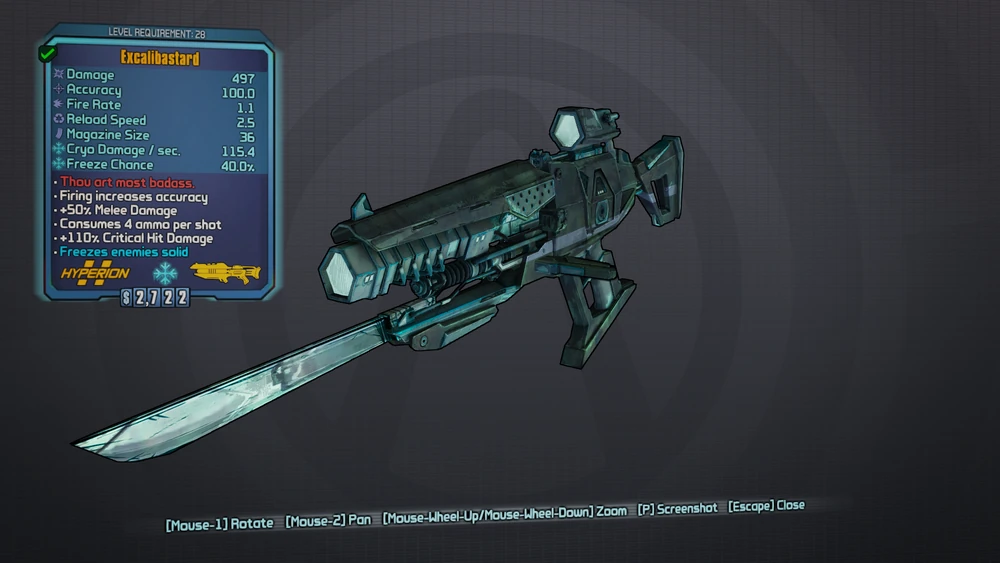 LEVEL REQUIREMENT: 28
Excalibastard
Damage 497
Accuracy 100.0
Fire Rate 1.1
Reload Speed 2.5
Magazine Size 36
Cryo Damage / sec. 115.4
Freeze Chance 40.0%
• Thou art most badass.
• Firing increases accuracy
• +50% Melee Damage
• Consumes 4 ammo per shot
• +110% Critical Hit Damage
• Freezes enemies solid
HYPERION
$ 2,722
[Mouse-1] Rotate [Mouse-2] Pan [Mouse-Wheel-Up/Mouse-Wheel-Down] Zoom [P] Screenshot [Escape] Close